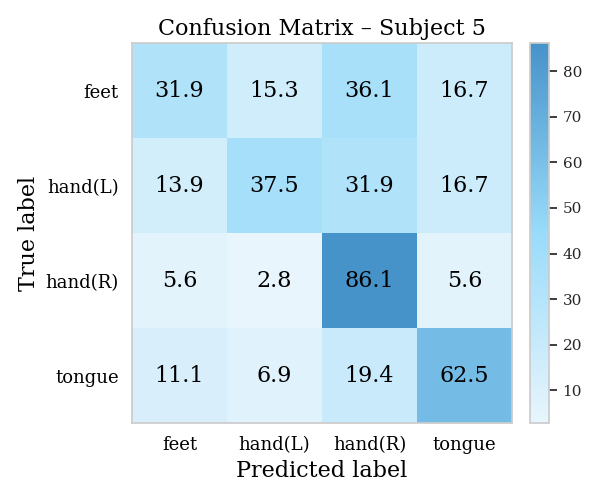 Confusion Matrix – Subject 5
True label
feet 31.9 15.3 36.1 16.7
hand(L) 13.9 37.5 31.9 16.7
hand(R) 5.6 2.8 86.1 5.6
tongue 11.1 6.9 19.4 62.5
feet hand(L) hand(R) tongue
Predicted label
80
70
60
50
40
30
20
10